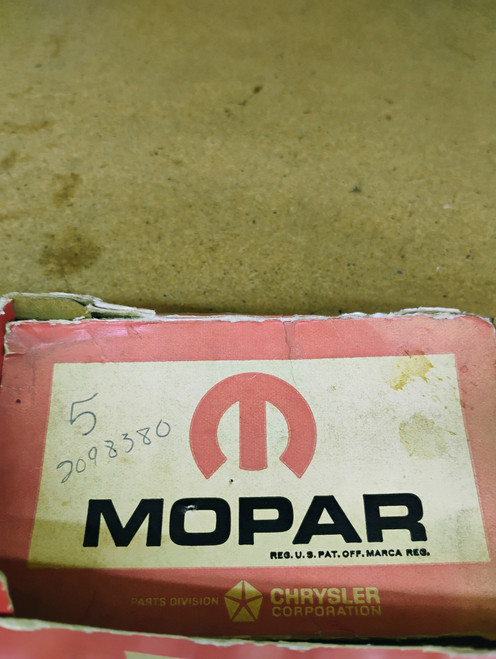 5
2098380
MOPAR
REG. U.S. PAT. OFF. MARCA REG.
PARTS DIVISION CHRYSLER
CORPORATION